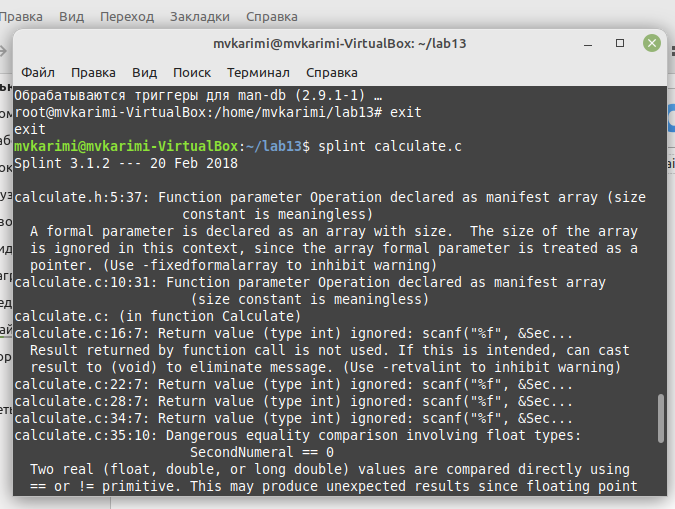 Правка Вид Переход Закладки Справка
mvkarimi@mvkarimi-VirtualBox: ~/lab13
Файл Правка Вид Поиск Терминал Справка
Обрабатываются триггеры для man-db (2.9.1-1) …
root@mvkarimi-VirtualBox:/home/mvkarimi/lab13# exit
exit
mvkarimi@mvkarimi-VirtualBox:~/lab13$ splint calculate.c
Splint 3.1.2 --- 20 Feb 2018
calculate.h:5:37: Function parameter Operation declared as manifest array (size
constant is meaningless)
A formal parameter is declared as an array with size.  The size of the array
is ignored in this context, since the array formal parameter is treated as a
pointer. (Use -fixedformalarray to inhibit warning)
calculate.c:10:31: Function parameter Operation declared as manifest array
(size constant is meaningless)
calculate.c: (in function Calculate)
calculate.c:16:7: Return value (type int) ignored: scanf("%f", &Sec...
Result returned by function call is not used. If this is intended, can cast
result to (void) to eliminate message. (Use -retvalint to inhibit warning)
calculate.c:22:7: Return value (type int) ignored: scanf("%f", &Sec...
calculate.c:28:7: Return value (type int) ignored: scanf("%f", &Sec...
calculate.c:34:7: Return value (type int) ignored: scanf("%f", &Sec...
calculate.c:35:10: Dangerous equality comparison involving float types:
SecondNumeral == 0
Two real (float, double, or long double) values are compared directly using
== or != primitive. This may produce unexpected results since floating point